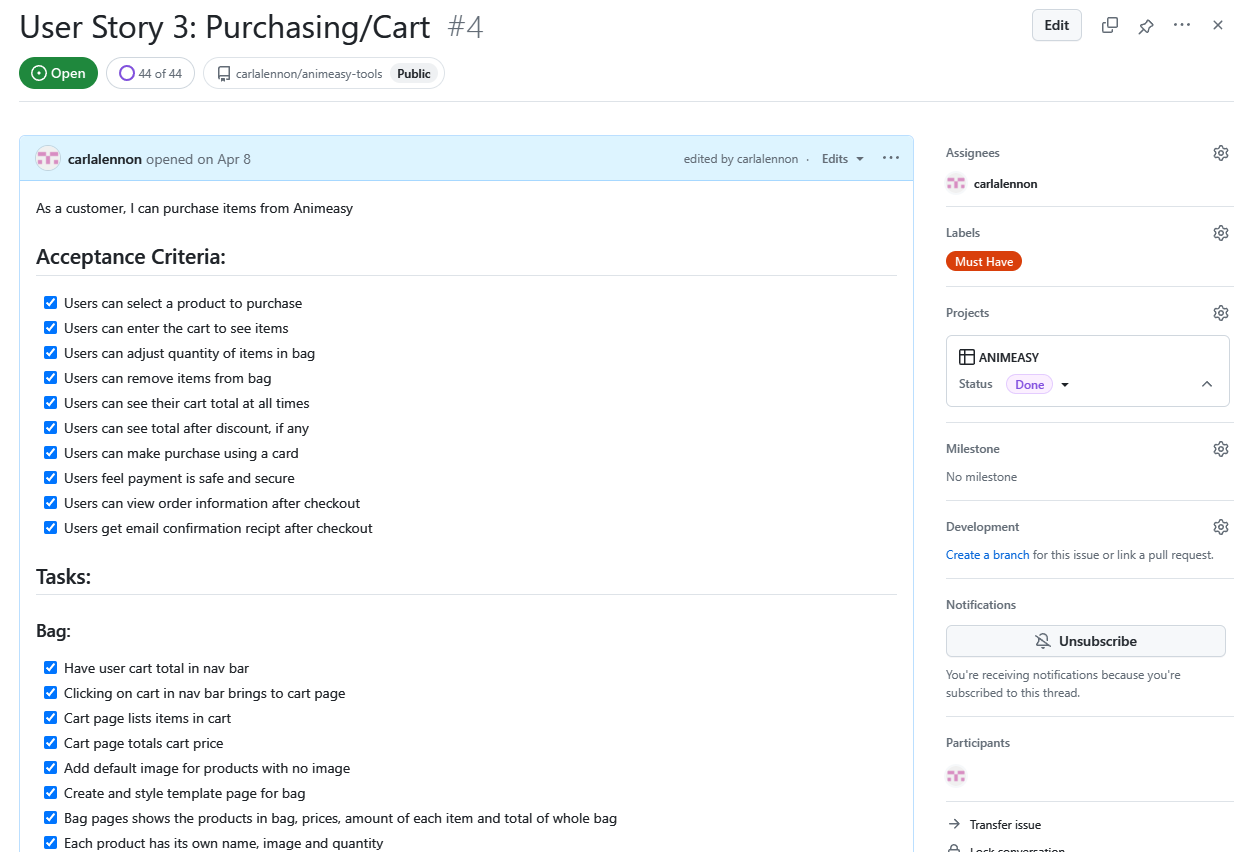 User Story 3: Purchasing/Cart #4
Edit
Open
44 of 44
carlalennon/animeasy-tools Public
carlalennon opened on Apr 8
edited by carlalennon · Edits
As a customer, I can purchase items from Animeasy
Acceptance Criteria:
Users can select a product to purchase
Users can enter the cart to see items
Users can adjust quantity of items in bag
Users can remove items from bag
Users can see their cart total at all times
Users can see total after discount, if any
Users can make purchase using a card
Users feel payment is safe and secure
Users can view order information after checkout
Users get email confirmation recipt after checkout
Tasks:
Bag:
Have user cart total in nav bar
Clicking on cart in nav bar brings to cart page
Cart page lists items in cart
Cart page totals cart price
Add default image for products with no image
Create and style template page for bag
Bag pages shows the products in bag, prices, amount of each item and total of whole bag
Each product has its own name, image and quantity
Assignees
carlalennon
Labels
Must Have
Projects
ANIMEASY
Status Done
Milestone
No milestone
Development
Create a branch for this issue or link a pull request.
Notifications
Unsubscribe
You're receiving notifications because you're
subscribed to this thread.
Participants
Transfer issue
Lock conversation